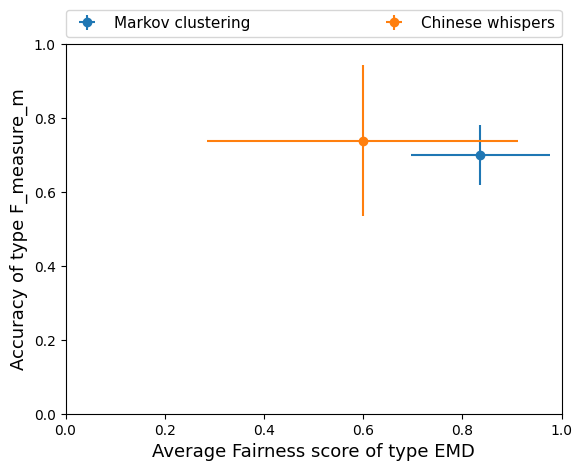 Markov clustering
Chinese whispers
Accuracy of type F_measure_m
1.0
0.8
0.6
0.4
0.2
0.0
0.0 0.2 0.4 0.6 0.8 1.0
Average Fairness score of type EMD